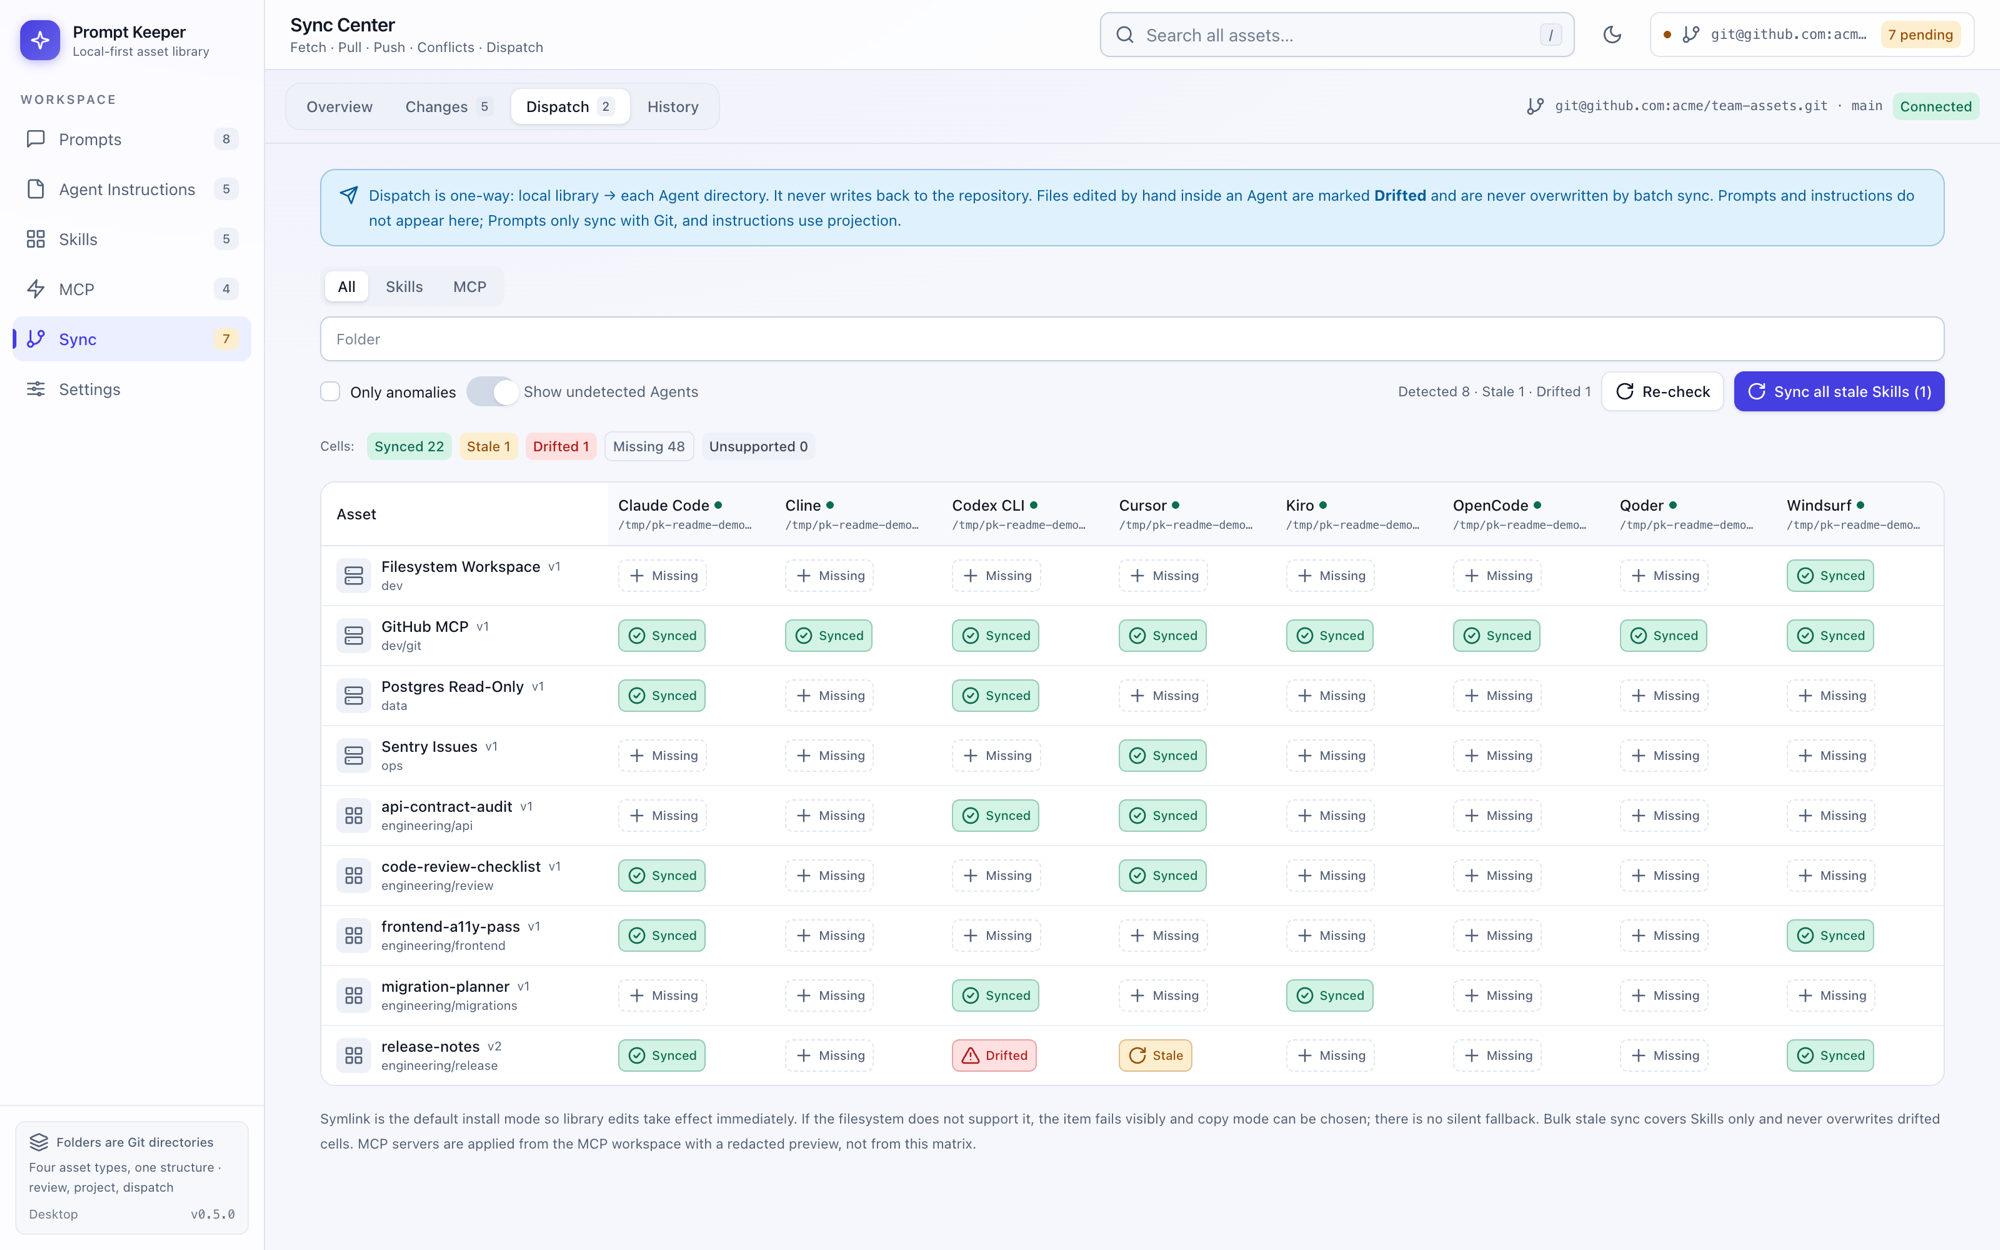 Prompt Keeper
Local-first asset library
WORKSPACE
Prompts 8
Agent Instructions 5
Skills 5
MCP 4
Sync 7
Settings
Folders are Git directories
Four asset types, one structure ·
review, project, dispatch
Desktop v0.5.0
Sync Center
Fetch · Pull · Push · Conflicts · Dispatch
Search all assets... /
git@github.com:acm… 7 pending
Overview Changes 5 Dispatch 2 History
git@github.com:acme/team-assets.git · main Connected
Dispatch is one-way: local library → each Agent directory. It never writes back to the repository. Files edited by hand inside an Agent are marked Drifted and are never overwritten by batch sync. Prompts and instructions do
not appear here; Prompts only sync with Git, and instructions use projection.
All Skills MCP
Folder
Only anomalies Show undetected Agents
Detected 8 · Stale 1 · Drifted 1 Re-check Sync all stale Skills (1)
Cells: Synced 22 Stale 1 Drifted 1 Missing 48 Unsupported 0
Asset Claude Code Cline Codex CLI Cursor Kiro OpenCode Qoder Windsurf
/tmp/pk-readme-demo… /tmp/pk-readme-demo… /tmp/pk-readme-demo… /tmp/pk-readme-demo… /tmp/pk-readme-demo… /tmp/pk-readme-demo… /tmp/pk-readme-demo… /tmp/pk-readme-demo…
Filesystem Workspace v1
dev
Missing Missing Missing Missing Missing Missing Missing Synced
GitHub MCP v1
dev/git
Synced Synced Synced Synced Synced Synced Synced Synced
Postgres Read-Only v1
data
Synced Missing Synced Missing Missing Missing Missing Missing
Sentry Issues v1
ops
Missing Missing Missing Synced Missing Missing Missing Missing
api-contract-audit v1
engineering/api
Missing Missing Synced Synced Missing Missing Missing Missing
code-review-checklist v1
engineering/review
Synced Missing Missing Synced Missing Missing Missing Missing
frontend-a11y-pass v1
engineering/frontend
Synced Missing Missing Missing Missing Missing Missing Synced
migration-planner v1
engineering/migrations
Missing Missing Synced Missing Synced Missing Missing Missing
release-notes v2
engineering/release
Synced Missing Drifted Stale Missing Missing Missing Synced
Symlink is the default install mode so library edits take effect immediately. If the filesystem does not support it, the item fails visibly and copy mode can be chosen; there is no silent fallback. Bulk stale sync covers Skills only and never overwrites drifted
cells. MCP servers are applied from the MCP workspace with a redacted preview, not from this matrix.